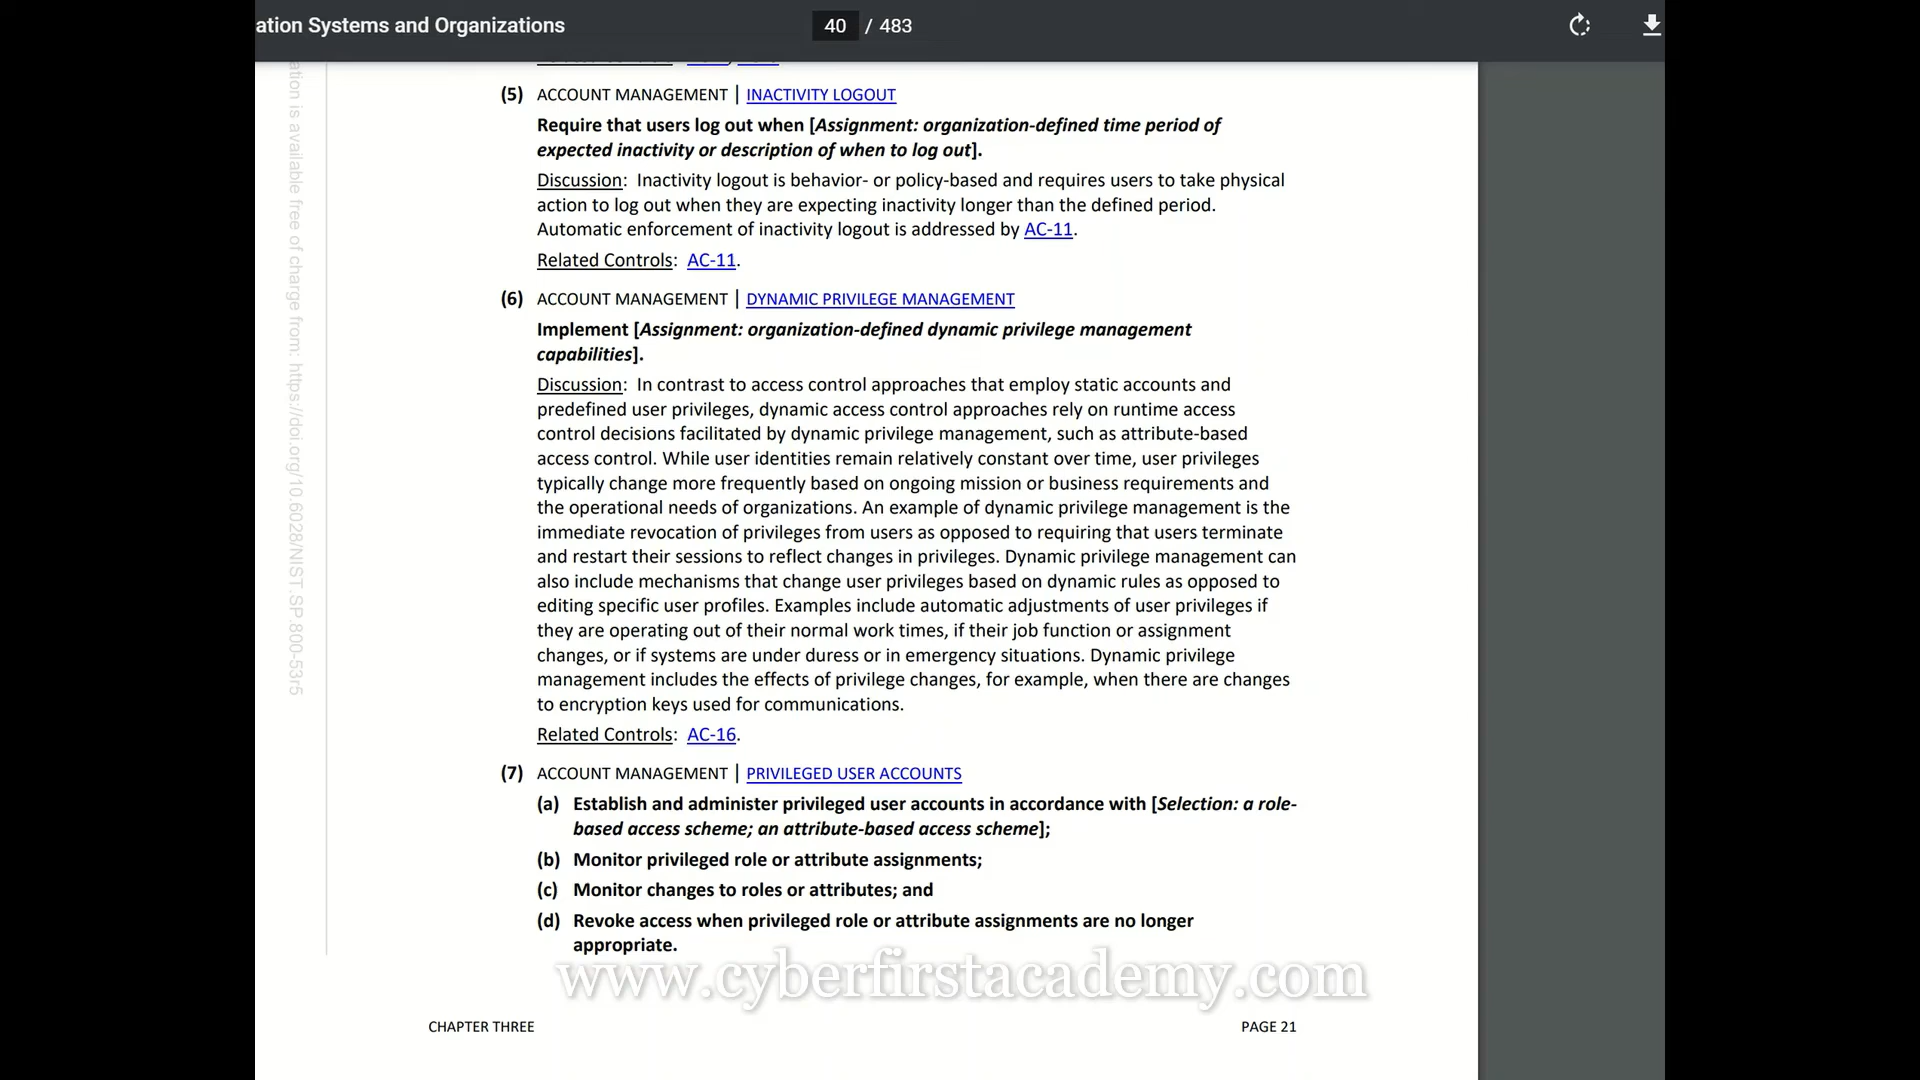 ation Systems and Organizations
40 / 483
ation is available free of charge from: https://doi.org/10.6028/NIST.SP.800-53r5
(5) ACCOUNT MANAGEMENT | INACTIVITY LOGOUT
Require that users log out when [Assignment: organization-defined time period of
expected inactivity or description of when to log out].
Discussion: Inactivity logout is behavior- or policy-based and requires users to take physical
action to log out when they are expecting inactivity longer than the defined period.
Automatic enforcement of inactivity logout is addressed by AC-11.
Related Controls: AC-11.
(6) ACCOUNT MANAGEMENT | DYNAMIC PRIVILEGE MANAGEMENT
Implement [Assignment: organization-defined dynamic privilege management
capabilities].
Discussion: In contrast to access control approaches that employ static accounts and
predefined user privileges, dynamic access control approaches rely on runtime access
control decisions facilitated by dynamic privilege management, such as attribute-based
access control. While user identities remain relatively constant over time, user privileges
typically change more frequently based on ongoing mission or business requirements and
the operational needs of organizations. An example of dynamic privilege management is the
immediate revocation of privileges from users as opposed to requiring that users terminate
and restart their sessions to reflect changes in privileges. Dynamic privilege management can
also include mechanisms that change user privileges based on dynamic rules as opposed to
editing specific user profiles. Examples include automatic adjustments of user privileges if
they are operating out of their normal work times, if their job function or assignment
changes, or if systems are under duress or in emergency situations. Dynamic privilege
management includes the effects of privilege changes, for example, when there are changes
to encryption keys used for communications.
Related Controls: AC-16.
(7) ACCOUNT MANAGEMENT | PRIVILEGED USER ACCOUNTS
(a) Establish and administer privileged user accounts in accordance with [Selection: a role-
based access scheme; an attribute-based access scheme];
(b) Monitor privileged role or attribute assignments;
(c) Monitor changes to roles or attributes; and
(d) Revoke access when privileged role or attribute assignments are no longer
appropriate.
www.cyberfirstacademy.com
CHAPTER THREE PAGE 21